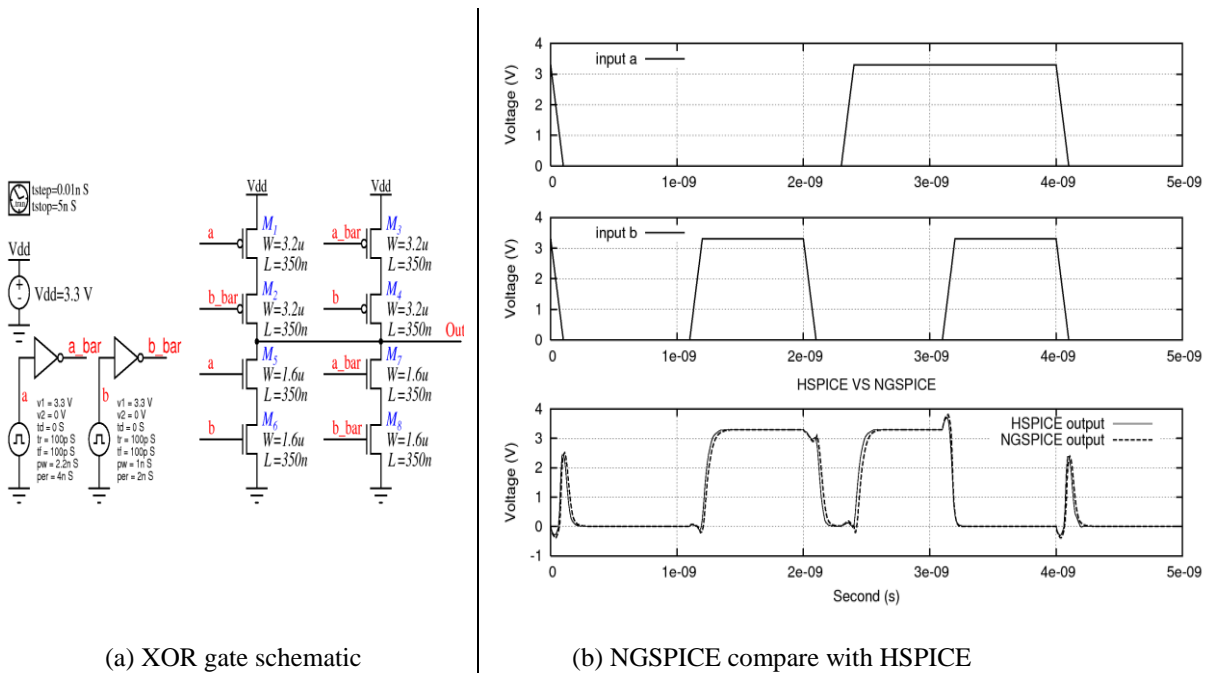 tstep=0.01n S
tstop=5n S
tran
Vdd
+
-
Vdd=3.3 V
a_bar
b_bar
a
b
v1 = 3.3 V
v2 = 0 V
td = 0 S
tr = 100p S
tf = 100p S
pw = 2.2n S
per = 4n S
v1 = 3.3 V
v2 = 0 V
td = 0 S
tr = 100p S
tf = 100p S
pw = 1n S
per = 2n S
Vdd
a
M1
W=3.2u
L=350n
b_bar
M2
W=3.2u
L=350n
a
M5
W=1.6u
L=350n
b
M6
W=1.6u
L=350n
Vdd
a_bar
M3
W=3.2u
L=350n
b
M4
W=3.2u
L=350n
Out
a_bar
M7
W=1.6u
L=350n
b_bar
M8
W=1.6u
L=350n
(a) XOR gate schematic
Voltage (V)
4
3
2
1
0
input a
0 1e-09 2e-09 3e-09 4e-09 5e-09
Voltage (V)
4
3
2
1
0
input b
0 1e-09 2e-09 3e-09 4e-09 5e-09
HSPICE VS NGSPICE
Voltage (V)
4
3
2
1
0
-1
HSPICE output
NGSPICE output
0 1e-09 2e-09 3e-09 4e-09 5e-09
Second (s)
(b) NGSPICE compare with HSPICE